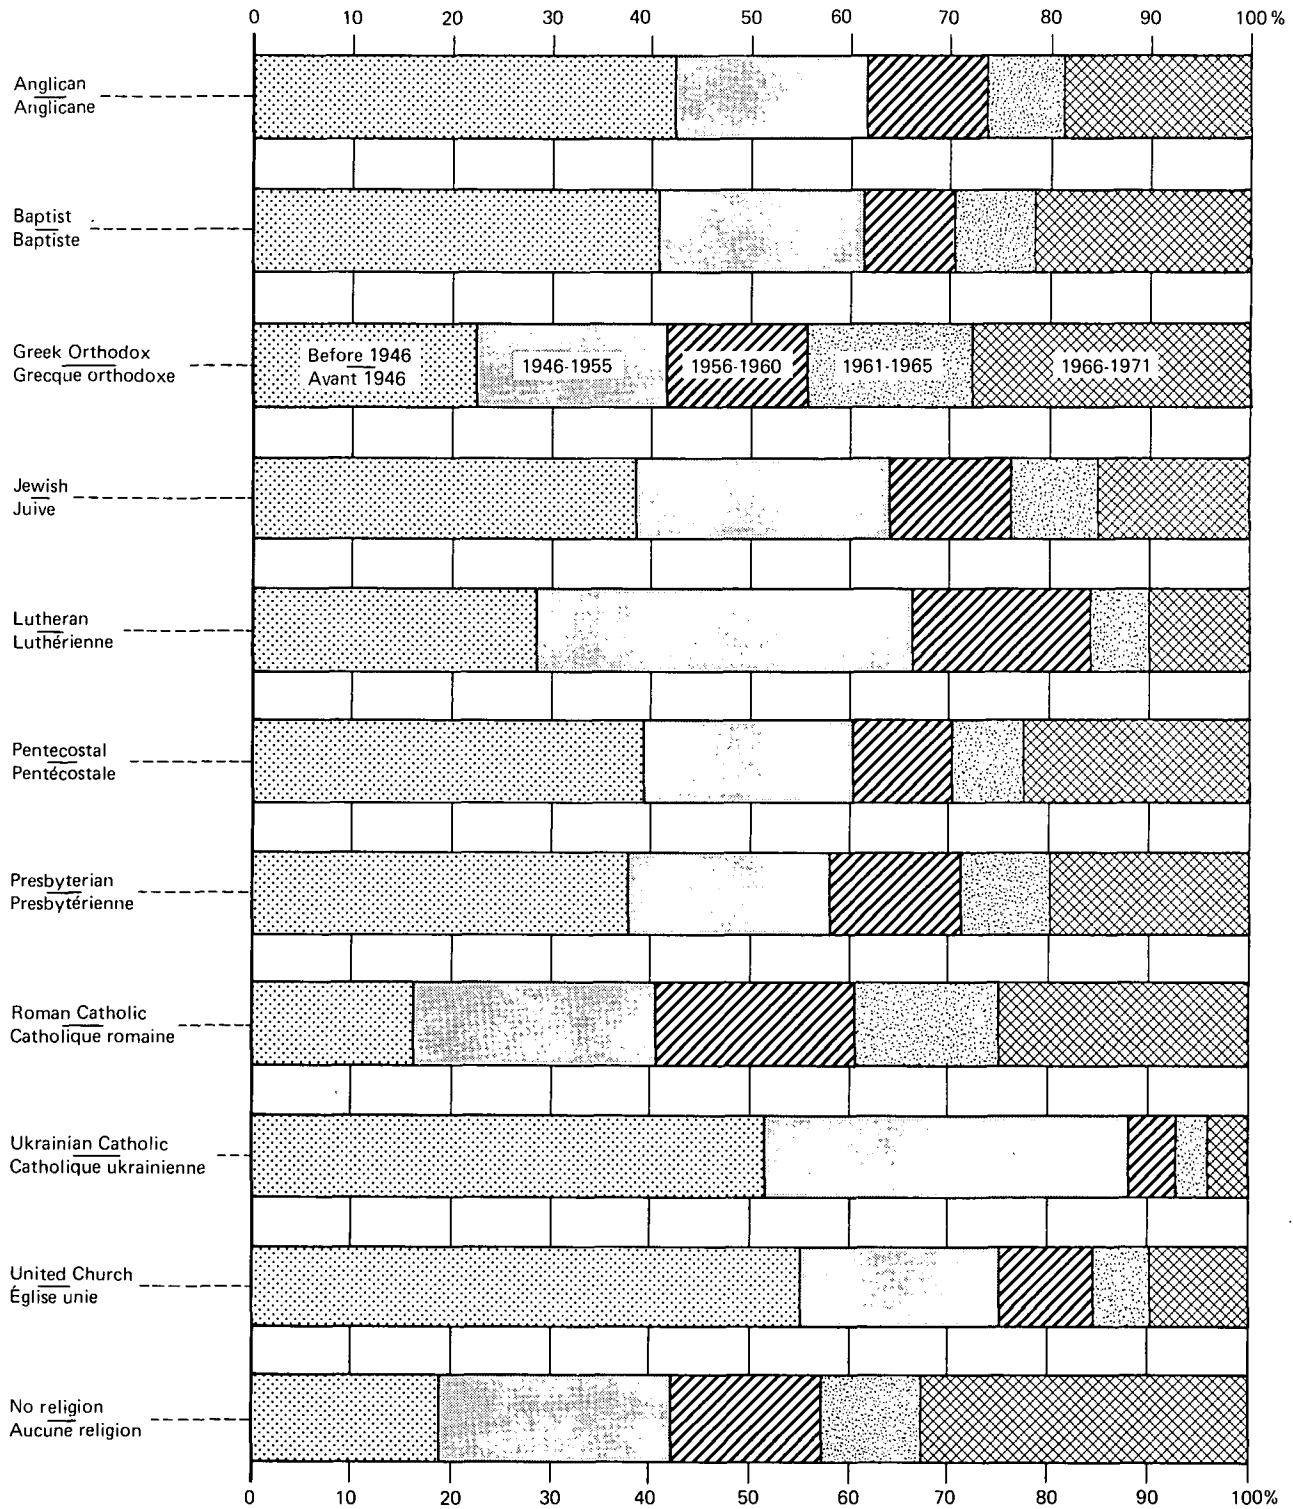 0 10 20 30 40 50 60 70 80 90 100%
Anglican
Anglicane
Baptist
Baptiste
Greek Orthodox
Grecque orthodoxe
Before 1946
Avant 1946
1946-1955
1956-1960
1961-1965
1966-1971
Jewish
Juive
Lutheran
Luthérienne
Pentecostal
Pentécostale
Presbyterian
Presbytérienne
Roman Catholic
Catholique romaine
Ukrainian Catholic
Catholique ukrainienne
United Church
Église unie
No religion
Aucune religion
0 10 20 30 40 50 60 70 80 90 100%